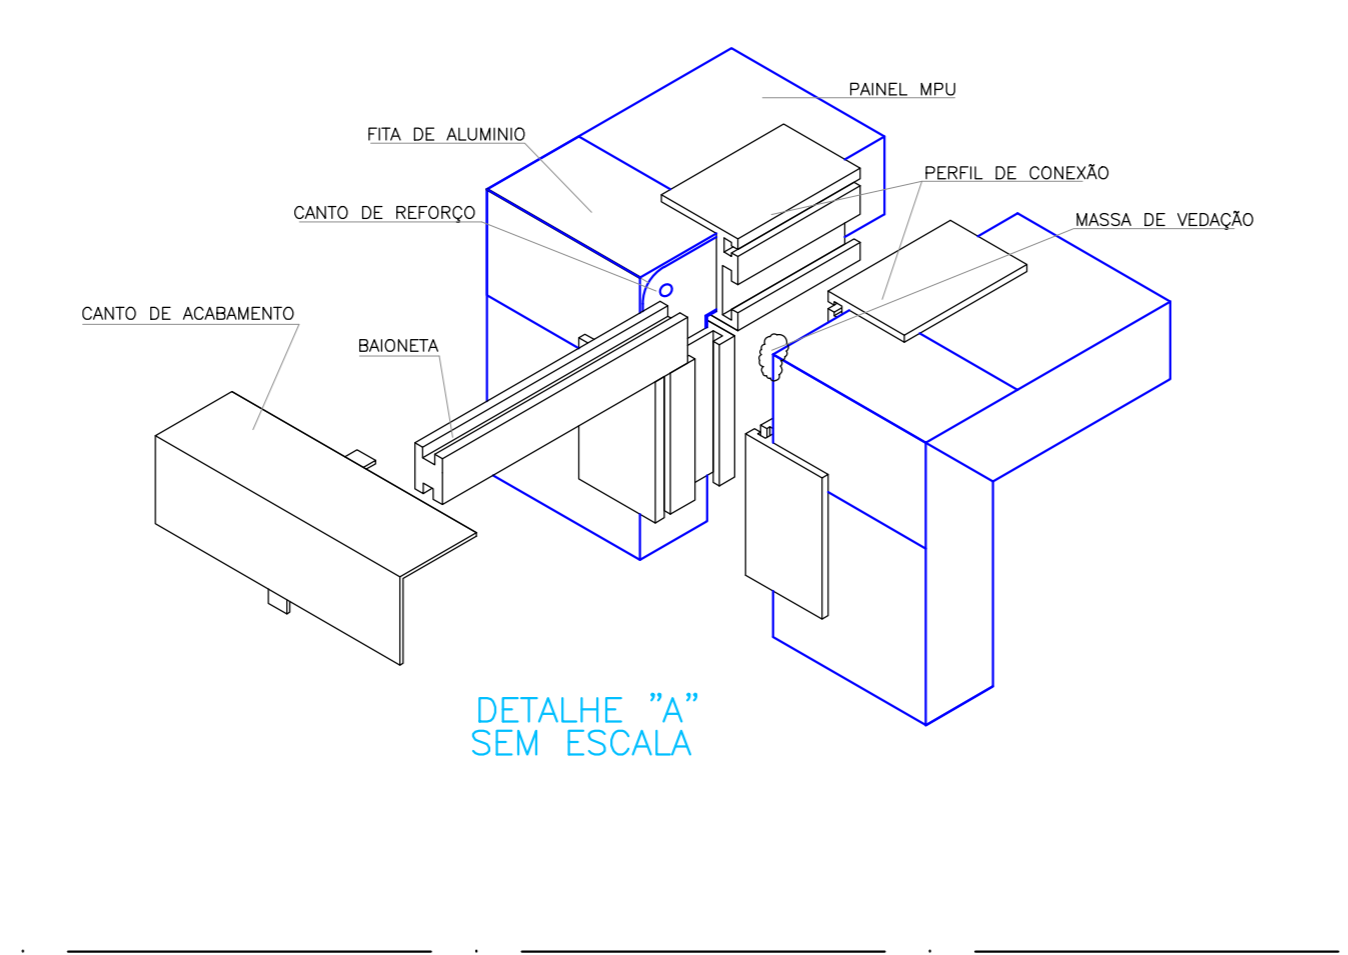 PAINEL MPU
FITA DE ALUMINIO
PERFIL DE CONEXÃO
CANTO DE REFORÇO
MASSA DE VEDAÇÃO
CANTO DE ACABAMENTO
BAIONETA
DETALHE ”A”
SEM ESCALA